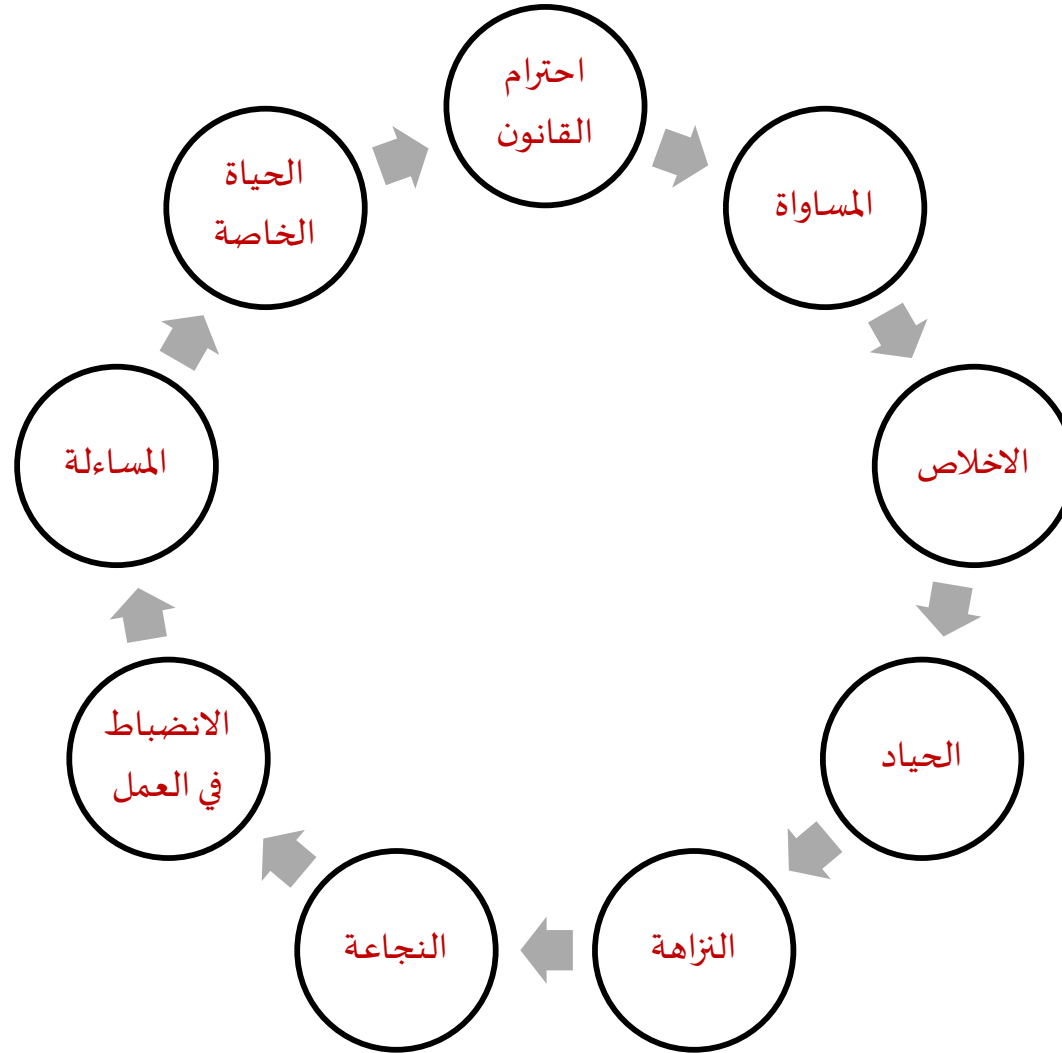 احترام
القانون
المساواة
الاخلاص
الحياد
النزاهة
النجاعة
الانضباط
في العمل
المساءلة
الحياة
الخاصة